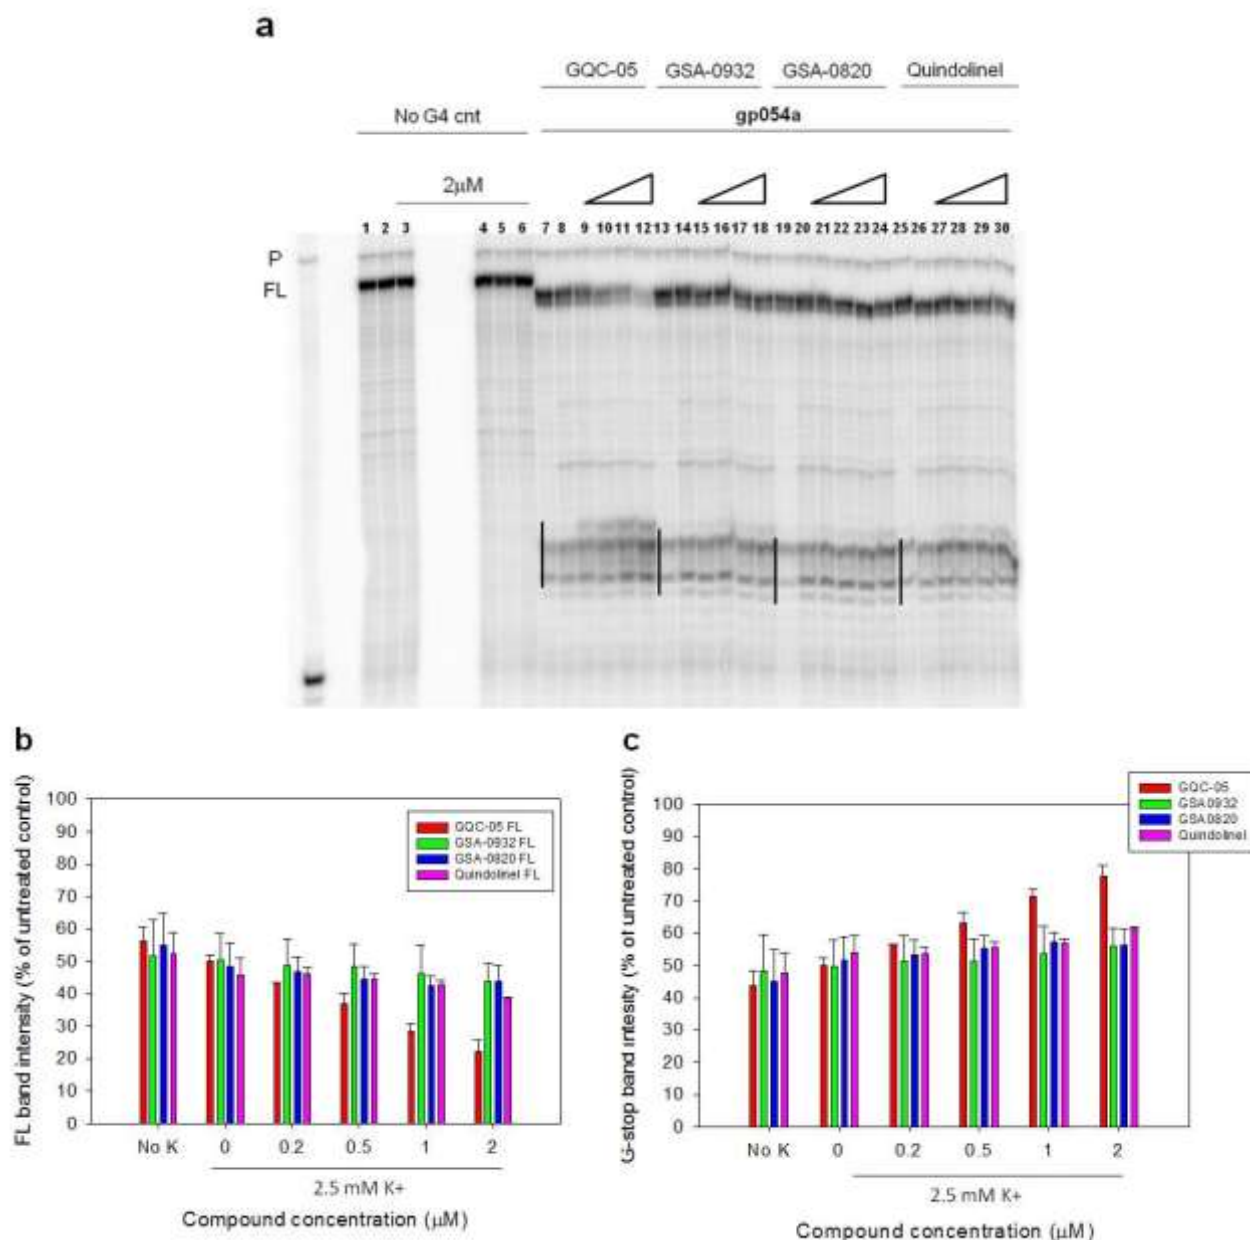 a
GQC-05 GSA-0932 GSA-0820 Quindolinel
No G4 cnt gp054a
2μM
1 2 3 4 5 6 7 8 9 10 11 12 13 14 15 16 17 18 19 20 21 22 23 24 25 26 27 28 29 30
P
FL
b
FL band intensity (% of untreated control)
100
90
80
70
60
50
40
30
20
10
0
GQC-05 FL
GSA-0932 FL
GSA-0820 FL
Quindolinel FL
No K 0 0.2 0.5 1 2
2.5 mM K+
Compound concentration (μM)
c
G-stop band intesity (% of untreated control)
100
90
80
70
60
50
40
30
20
10
0
GQC-05
GSA0932
GSA0820
Quindolinel
No K 0 0.2 0.5 1 2
2.5 mM K+
Compound concentration (μM)